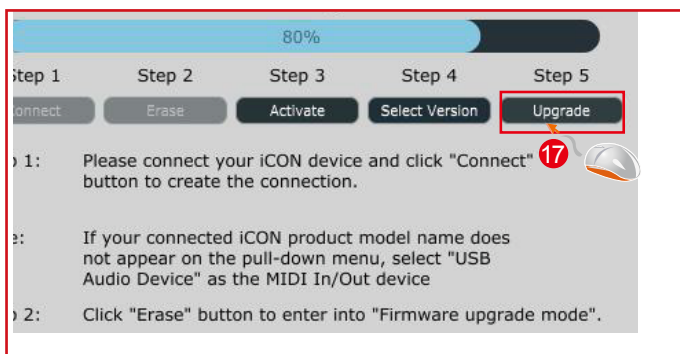 80%
Step 1 Step 2 Step 3 Step 4 Step 5
Connect Erase Activate Select Version Upgrade
17
1: Please connect your iCON device and click "Connect"
button to create the connection.
e: If your connected iCON product model name does
not appear on the pull-down menu, select "USB
Audio Device" as the MIDI In/Out device
2: Click "Erase" button to enter into "Firmware upgrade mode".